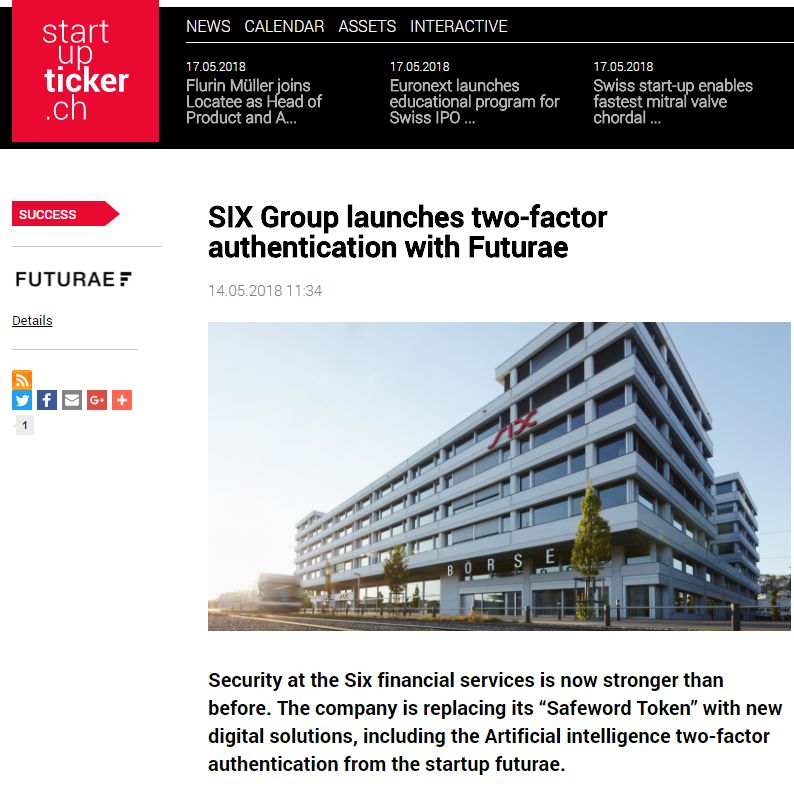 start
up
ticker
.ch
NEWS CALENDAR ASSETS INTERACTIVE
17.05.2018
Flurin Müller joins
Locatee as Head of
Product and A...
17.05.2018
Euronext launches
educational program for
Swiss IPO ...
17.05.2018
Swiss start-up enables
fastest mitral valve
chordal ...
SUCCESS
FUTURAE
Details
G+
1
SIX Group launches two-factor
authentication with Futurae
14.05.2018 11:34
SIX
BÖRSE
Security at the Six financial services is now stronger than
before. The company is replacing its “Safeword Token” with new
digital solutions, including the Artificial intelligence two-factor
authentication from the startup futurae.